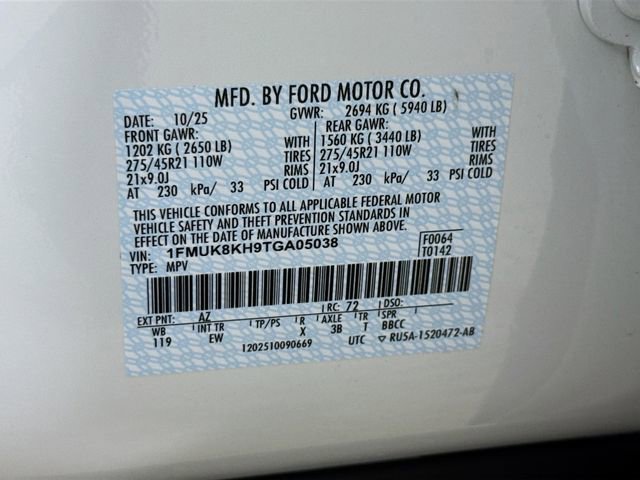 MFD. BY FORD MOTOR CO.
DATE: 10/25 GVWR: 2694 KG ( 5940 LB)
FRONT GAWR: WITH REAR GAWR: WITH
1202 KG ( 2650 LB) TIRES 1560 KG ( 3440 LB) TIRES
275/45R21 110W RIMS 275/45R21 110W RIMS
21x9.0J 21x9.0J
AT 230 kPa/ 33 PSI COLD AT 230 kPa/ 33 PSI COLD
THIS VEHICLE CONFORMS TO ALL APPLICABLE FEDERAL MOTOR
VEHICLE SAFETY AND THEFT PREVENTION STANDARDS IN
EFFECT ON THE DATE OF MANUFACTURE SHOWN ABOVE.
VIN: 1FMUK8KH9TGA05038 F0064
TYPE: MPV T0142
EXT PNT: AZ RC: 72 DSO:
WB INT TR TP/PS R AXLE TR SPR
119 EW X 3B T BBCC
1202510090669 UTC ▽ RU5A-1520472-AB